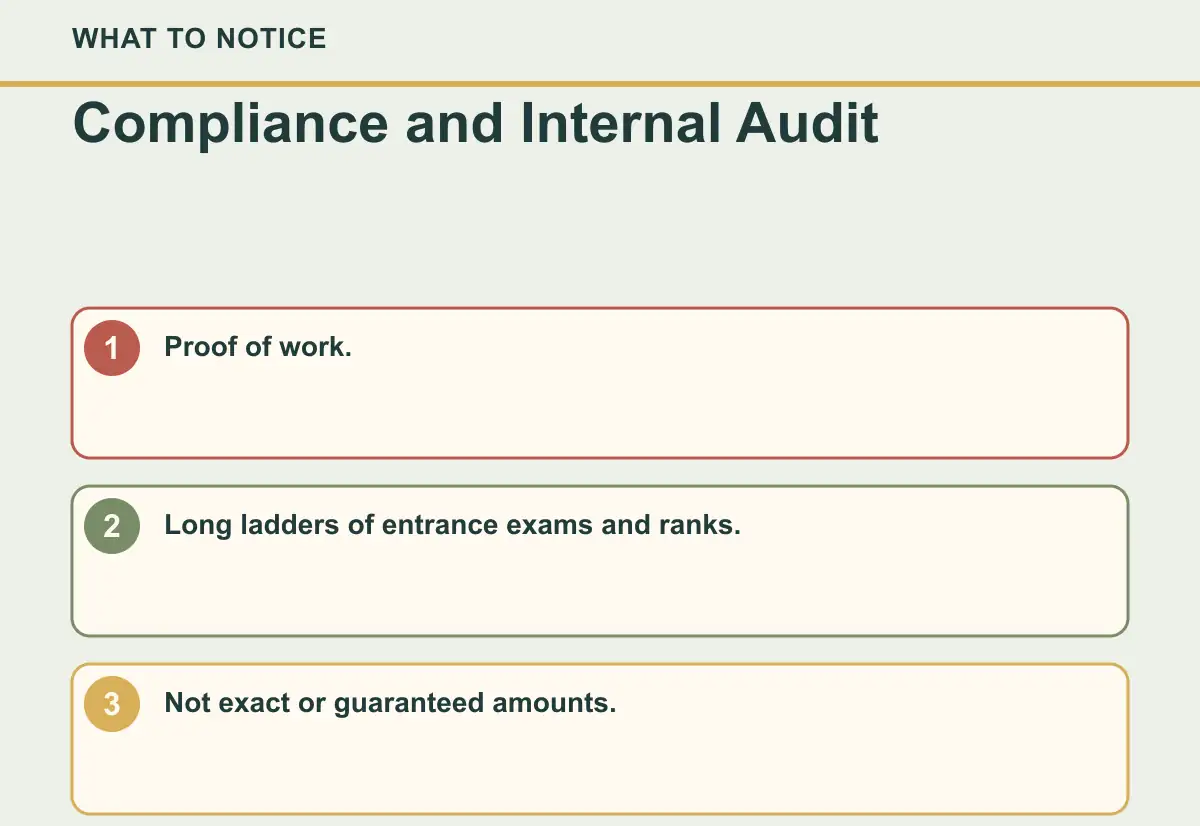 WHAT TO NOTICE
Compliance and Internal Audit
1 Proof of work.
2 Long ladders of entrance exams and ranks.
3 Not exact or guaranteed amounts.